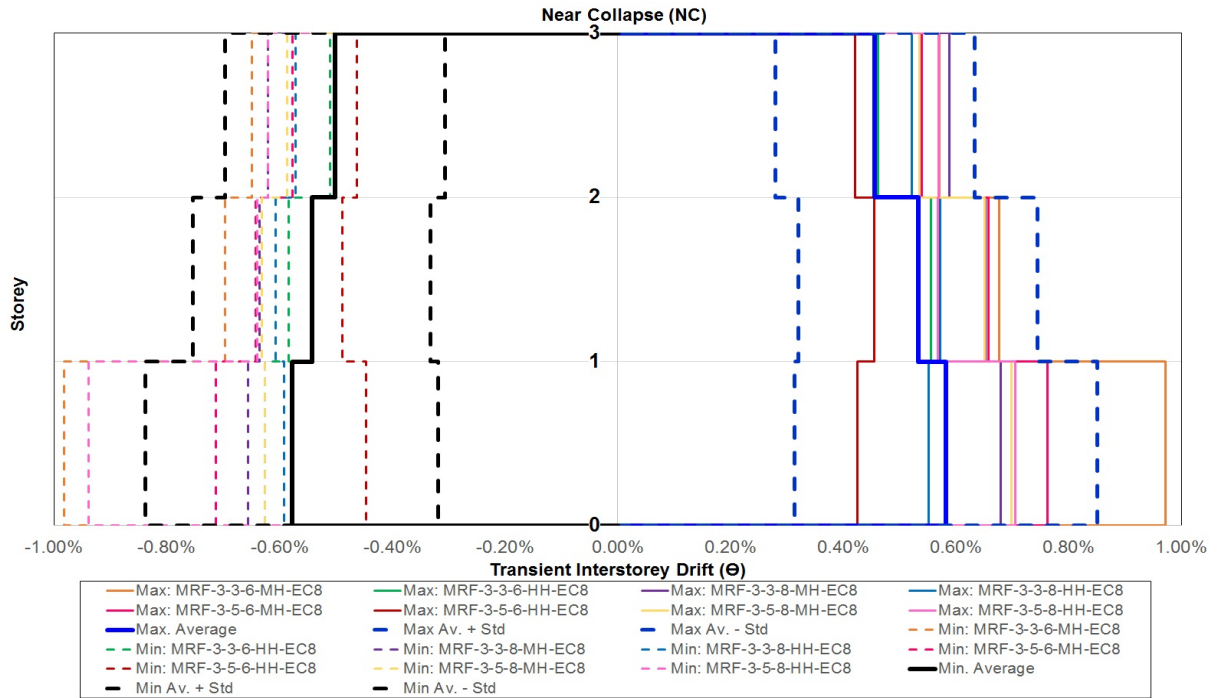 Near Collapse (NC)
3
2
1
0
Storey
-1.00% -0.80% -0.60% -0.40% -0.20% 0.00% 0.20% 0.40% 0.60% 0.80% 1.00%
Transient Interstorey Drift (Ɵ)
Max: MRF-3-3-6-MH-EC8 Max: MRF-3-3-6-HH-EC8 Max: MRF-3-3-8-MH-EC8 Max: MRF-3-3-8-HH-EC8
Max: MRF-3-5-6-MH-EC8 Max: MRF-3-5-6-HH-EC8 Max: MRF-3-5-8-MH-EC8 Max: MRF-3-5-8-HH-EC8
Max. Average Max Av. + Std Max Av. - Std Min: MRF-3-3-6-MH-EC8
Min: MRF-3-3-6-HH-EC8 Min: MRF-3-3-8-MH-EC8 Min: MRF-3-3-8-HH-EC8 Min: MRF-3-5-6-MH-EC8
Min: MRF-3-5-6-HH-EC8 Min: MRF-3-5-8-MH-EC8 Min: MRF-3-5-8-HH-EC8 Min. Average
Min Av. + Std Min Av. - Std